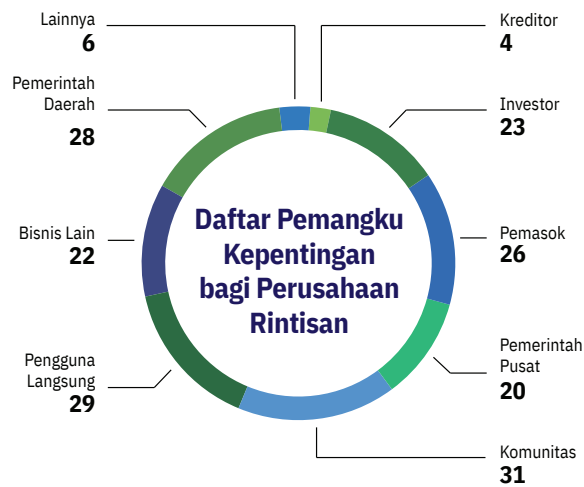 Lainnya
6
Kreditor
4
Pemerintah
Daerah
28
Investor
23
Daftar Pemangku
Kepentingan
bagi Perusahaan
Rintisan
Bisnis Lain
22
Pemasok
26
Pengguna
Langsung
29
Pemerintah
Pusat
20
Komunitas
31